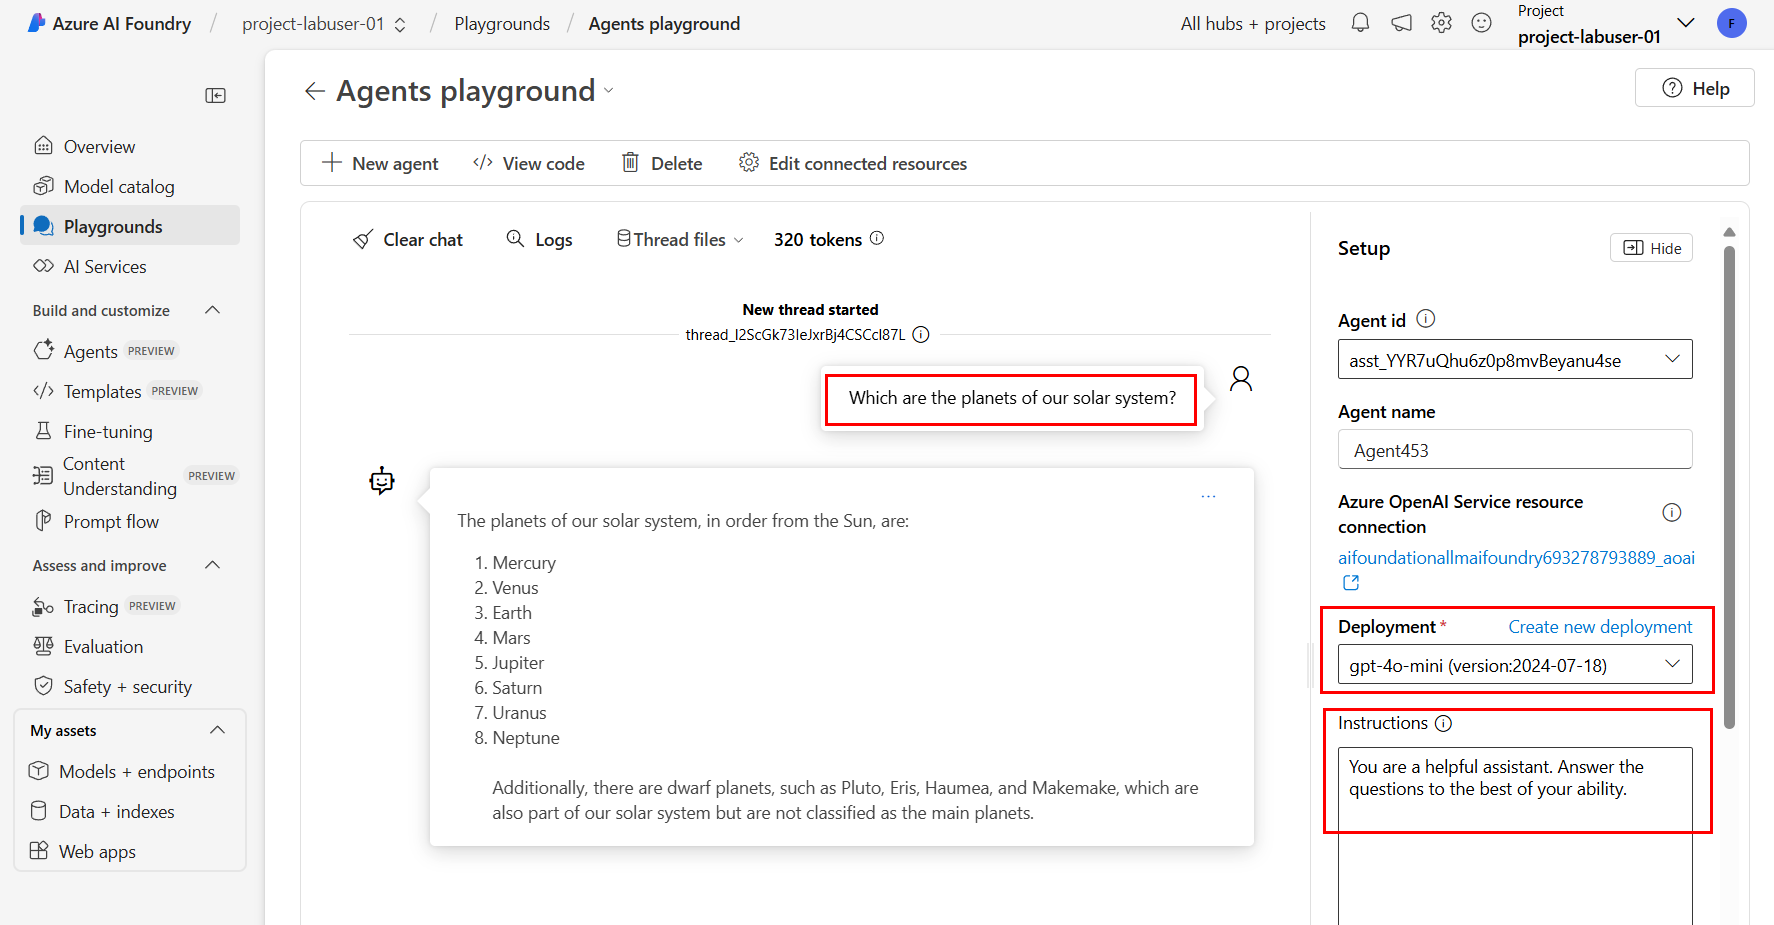 Azure AI Foundry / project-labuser-01 / Playgrounds / Agents playground
All hubs + projects
Project
project-labuser-01
F
Agents playground
Help
Overview
Model catalog
Playgrounds
AI Services
Build and customize
Agents PREVIEW
Templates PREVIEW
Fine-tuning
Content
Understanding PREVIEW
Prompt flow
Assess and improve
Tracing PREVIEW
Evaluation
Safety + security
My assets
Models + endpoints
Data + indexes
Web apps
New agent
View code
Delete
Edit connected resources
Clear chat
Logs
Thread files
320 tokens
New thread started
thread_I2ScGk73IeJxrBj4CSCcI87L
Which are the planets of our solar system?
...
The planets of our solar system, in order from the Sun, are:
1. Mercury
2. Venus
3. Earth
4. Mars
5. Jupiter
6. Saturn
7. Uranus
8. Neptune
Additionally, there are dwarf planets, such as Pluto, Eris, Haumea, and Makemake, which are
also part of our solar system but are not classified as the main planets.
Setup
Hide
Agent id
asst_YYR7uQhu6z0p8mvBeyanu4se
Agent name
Agent453
Azure OpenAI Service resource
connection
aifoundationallmaifoundry693278793889_aoai
Deployment *
Create new deployment
gpt-4o-mini (version:2024-07-18)
Instructions
You are a helpful assistant. Answer the
questions to the best of your ability.